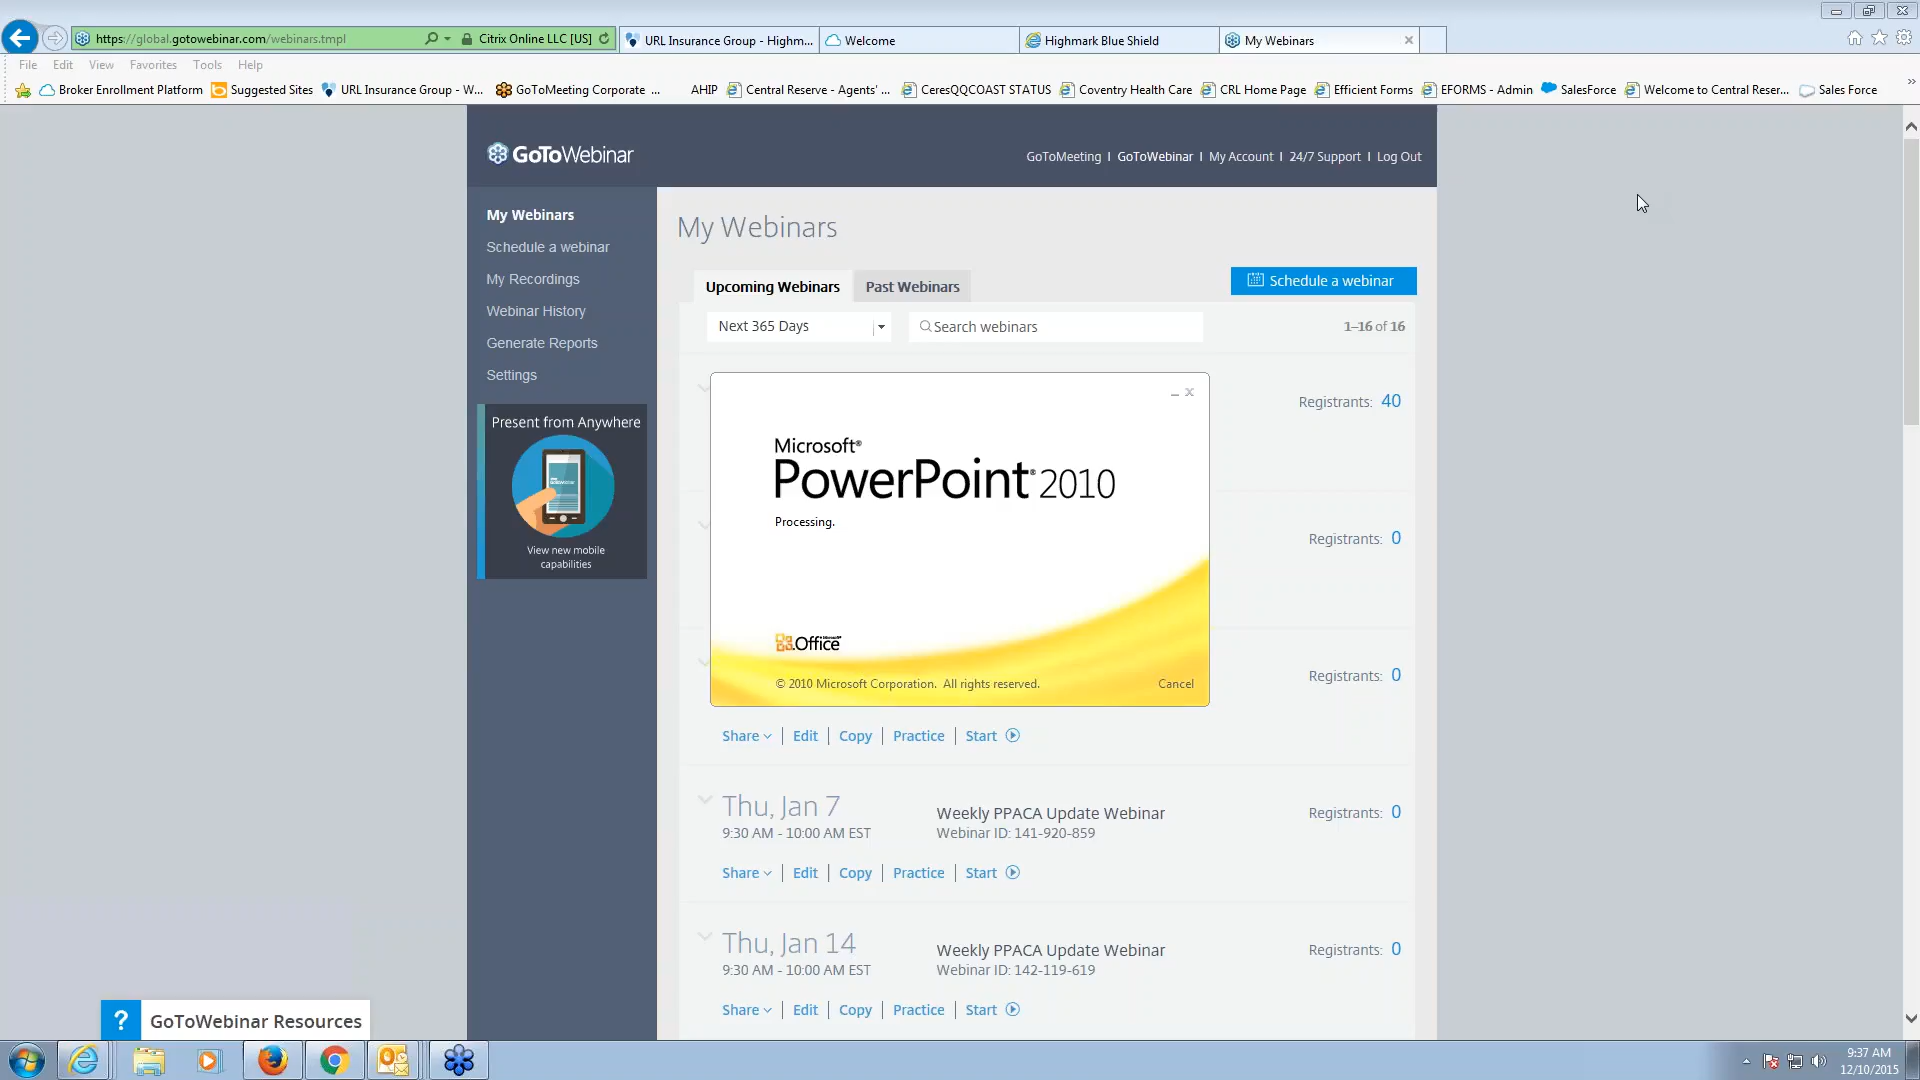 https://global.gotowebinar.com/webinars.tmpl
Citrix Online LLC [US]
URL Insurance Group - Highm...
Welcome
Highmark Blue Shield
My Webinars
File Edit View Favorites Tools Help
Broker Enrollment Platform
Suggested Sites
URL Insurance Group - W...
GoToMeeting Corporate ...
AHIP
Central Reserve - Agents' ...
CeresQQCOAST STATUS
Coventry Health Care
CRL Home Page
Efficient Forms
EFORMS - Admin
SalesForce
Welcome to Central Reser...
Sales Force
GoToWebinar
GoToMeeting | GoToWebinar | My Account | 24/7 Support | Log Out
My Webinars
Schedule a webinar
My Recordings
Webinar History
Generate Reports
Settings
Present from Anywhere
View new mobile
capabilities
My Webinars
Upcoming Webinars
Past Webinars
Schedule a webinar
Next 365 Days
Search webinars
1–16 of 16
Registrants: 40
Microsoft®
PowerPoint® 2010
Processing.
Registrants: 0
Office
Registrants: 0
© 2010 Microsoft Corporation. All rights reserved.
Cancel
Share | Edit | Copy | Practice | Start
Thu, Jan 7
Weekly PPACA Update Webinar
Registrants: 0
9:30 AM - 10:00 AM EST
Webinar ID: 141-920-859
Share | Edit | Copy | Practice | Start
Thu, Jan 14
Weekly PPACA Update Webinar
Registrants: 0
9:30 AM - 10:00 AM EST
Webinar ID: 142-119-619
Share | Edit | Copy | Practice | Start
? GoToWebinar Resources
9:37 AM
12/10/2015